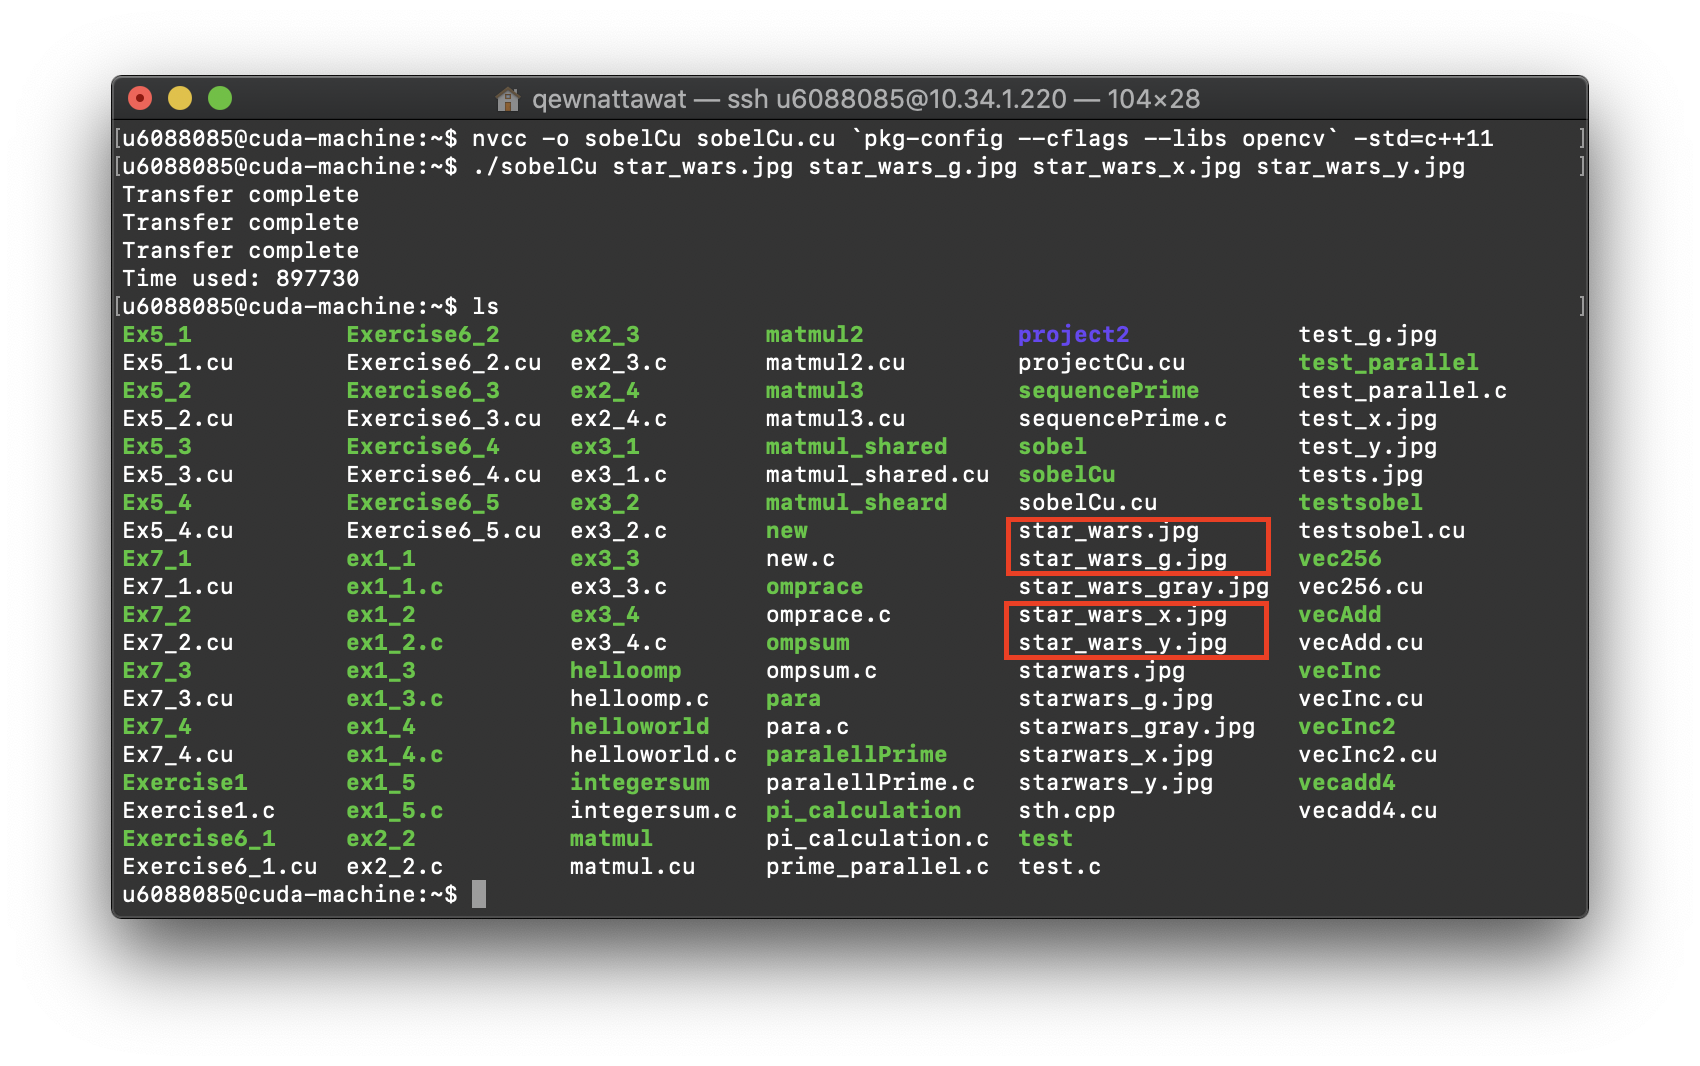 qewnattawat — ssh u6088085@10.34.1.220 — 104×28
[u6088085@cuda-machine:~$ nvcc -o sobelCu sobelCu.cu `pkg-config --cflags --libs opencv` -std=c++11 ]
[u6088085@cuda-machine:~$ ./sobelCu star_wars.jpg star_wars_g.jpg star_wars_x.jpg star_wars_y.jpg ]
Transfer complete
Transfer complete
Transfer complete
Time used: 897730
[u6088085@cuda-machine:~$ ls ]
Ex5_1 Exercise6_2 ex2_3 matmul2 project2 test_g.jpg
Ex5_1.cu Exercise6_2.cu ex2_3.c matmul2.cu projectCu.cu test_parallel
Ex5_2 Exercise6_3 ex2_4 matmul3 sequencePrime test_parallel.c
Ex5_2.cu Exercise6_3.cu ex2_4.c matmul3.cu sequencePrime.c test_x.jpg
Ex5_3 Exercise6_4 ex3_1 matmul_shared sobel test_y.jpg
Ex5_3.cu Exercise6_4.cu ex3_1.c matmul_shared.cu sobelCu tests.jpg
Ex5_4 Exercise6_5 ex3_2 matmul_sheard sobelCu.cu testsobel
Ex5_4.cu Exercise6_5.cu ex3_2.c new star_wars.jpg testsobel.cu
Ex7_1 ex1_1 ex3_3 new.c star_wars_g.jpg vec256
Ex7_1.cu ex1_1.c ex3_3.c omprace star_wars_gray.jpg vec256.cu
Ex7_2 ex1_2 ex3_4 omprace.c star_wars_x.jpg vecAdd
Ex7_2.cu ex1_2.c ex3_4.c ompsum star_wars_y.jpg vecAdd.cu
Ex7_3 ex1_3 helloomp ompsum.c starwars.jpg vecInc
Ex7_3.cu ex1_3.c helloomp.c para starwars_g.jpg vecInc.cu
Ex7_4 ex1_4 helloworld para.c starwars_gray.jpg vecInc2
Ex7_4.cu ex1_4.c helloworld.c paralellPrime starwars_x.jpg vecInc2.cu
Exercise1 ex1_5 integersum paralellPrime.c starwars_y.jpg vecadd4
Exercise1.c ex1_5.c integersum.c pi_calculation sth.cpp vecadd4.cu
Exercise6_1 ex2_2 matmul pi_calculation.c test
Exercise6_1.cu ex2_2.c matmul.cu prime_parallel.c test.c
u6088085@cuda-machine:~$